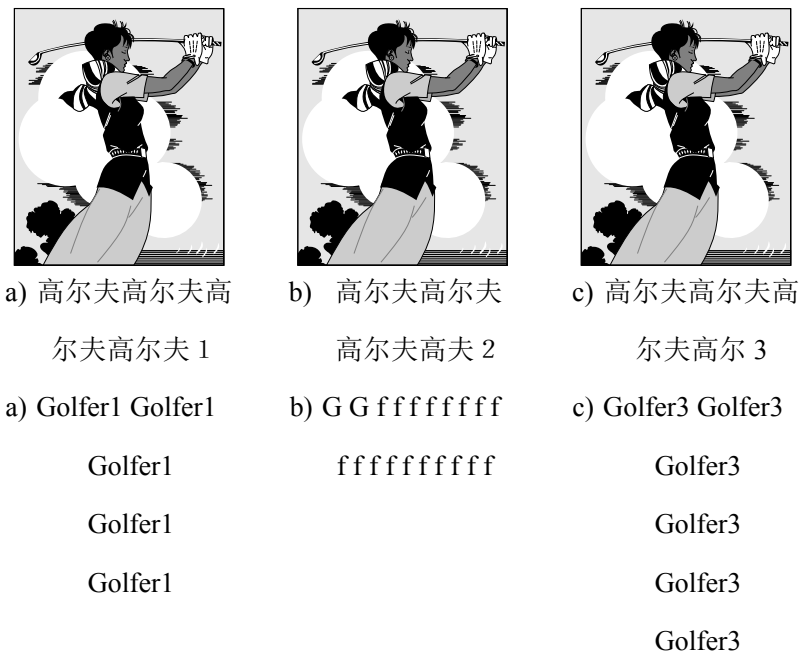 a) 高尔夫高尔夫高
尔夫高尔夫 1
b) 高尔夫高尔夫
高尔夫高夫 2
c) 高尔夫高尔夫高
尔夫高尔 3
a) Golfer1 Golfer1
Golfer1
Golfer1
Golfer1
b) G G f f f f f f f f
f f f f f f f f f f
c) Golfer3 Golfer3
Golfer3
Golfer3
Golfer3
Golfer3